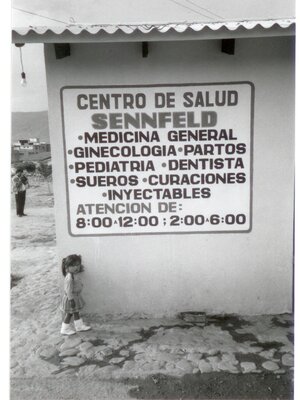 CENTRO DE SALUD
SENNFELD
•MEDICINA GENERAL
•GINECOLOGIA•PARTOS
•PEDIATRIA •DENTISTA
•SUEROS •CURACIONES
•INYECTABLES
ATENCION DE:
8:00 A 12:00 ; 2:00 A 6:00